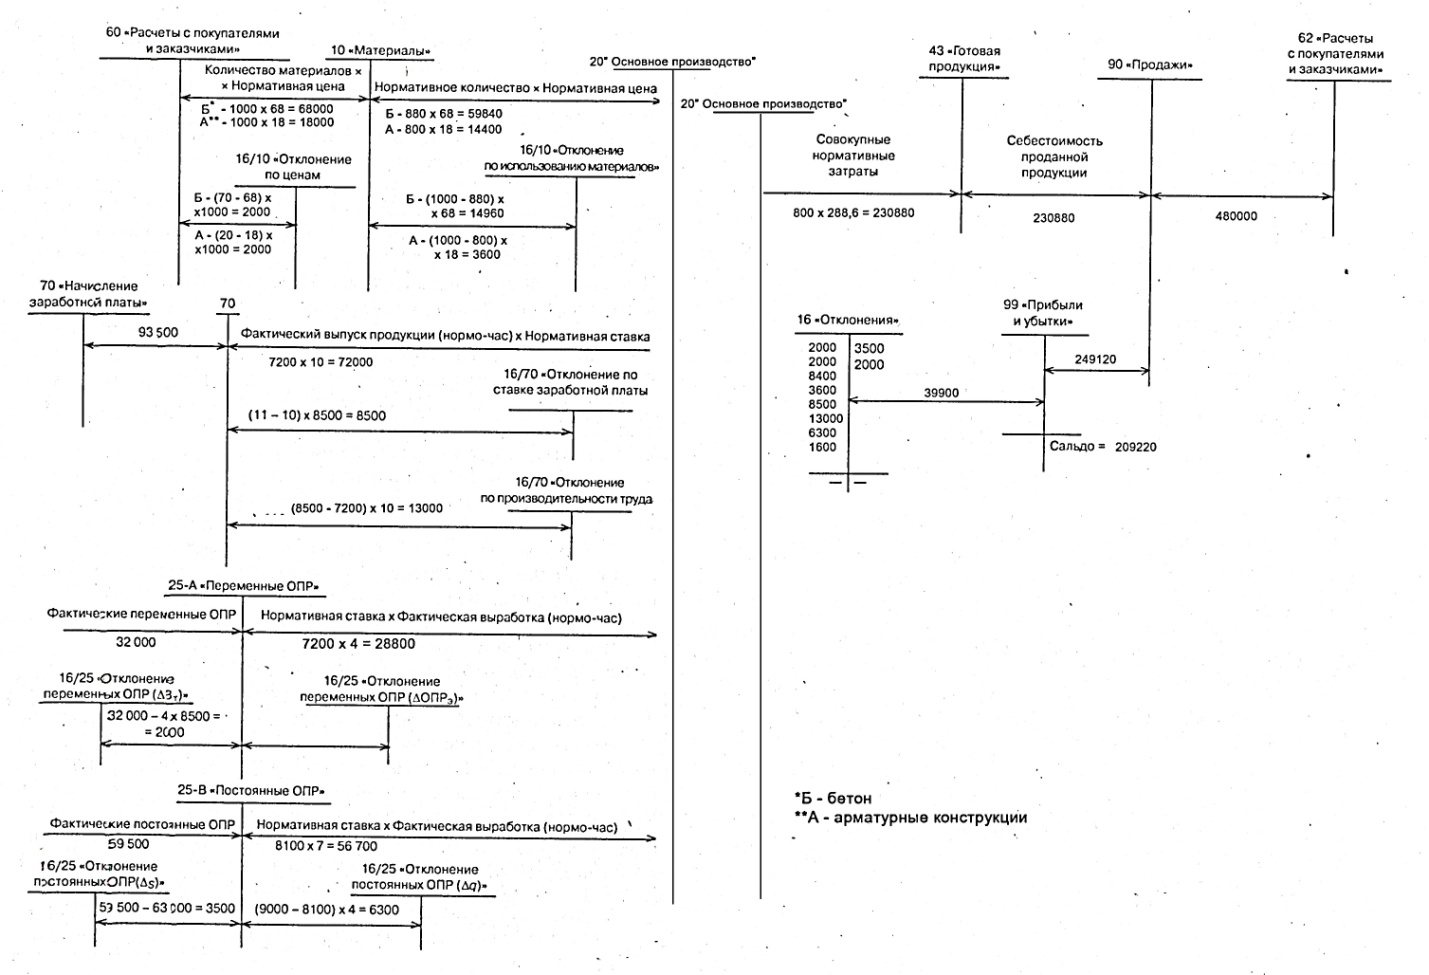 60 «Расчеты с покупателями
и заказчиками»
10 «Материалы»
Количество материалов ×
× Нормативная цена
Б* - 1000 x 68 = 68000
А** - 1000 x 18 = 18000
Нормативное количество × Нормативная цена
Б - 880 x 68 = 59840
А - 800 x 18 = 14400
16/10 «Отклонение
по ценам
Б - (70 - 68) x
x1000 = 2000
А - (20 - 18) x
x1000 = 2000
16/10 «Отклонение
по использованию материалов»
Б - (1000 - 880) x
x 68 = 14960
А - (1000 - 800) x
x 18 = 3600
20" Основное производство"
20" Основное производство"
43 «Готовая
продукция»
90 «Продажи»
62 «Расчеты
с покупателями
и заказчиками»
Совокупные
нормативные
затраты
800 x 288,6 = 230880
Себестоимость
проданной
продукции
230880
480000
70 «Начисление
заработной платы»
70
93 500
Фактический выпуск продукции (нормо-час) x Нормативная ставка
7200 x 10 = 72000
16/70 «Отклонение по
ставке заработной платы
(11 – 10) x 8500 = 8500
16/70 «Отклонение
по производительности труда
(8500 - 7200) x 10 = 13000
16 «Отклонения»
2000 3500
2000 2000
8400
3600
8500
13000
6300
1600
39900
99 «Прибыли
и убытки»
249120
Сальдо = 209220
25-А «Переменные ОПР»
Фактические переменные ОПР
32 000
Нормативная ставка x Фактическая выработка (нормо-час)
7200 x 4 = 28800
16/25 «Отклонение
переменных ОПР (ΔЗт)»
32 000 – 4 x 8500 =
= 2000
16/25 «Отклонение
переменных ОПР (ΔОПРэ)»
25-В «Постоянные ОПР»
Фактические постоянные ОПР
59 500
Нормативная ставка x Фактическая выработка (нормо-час)
8100 x 7 = 56 700
16/25 «Отклонение
постоянных ОПР(Δs)»
59 500 – 63 000 = 3500
16/25 «Отклонение
постоянных ОПР (Δq)»
(9000 – 8100) x 4 = 6300
*Б - бетон
**А - арматурные конструкции